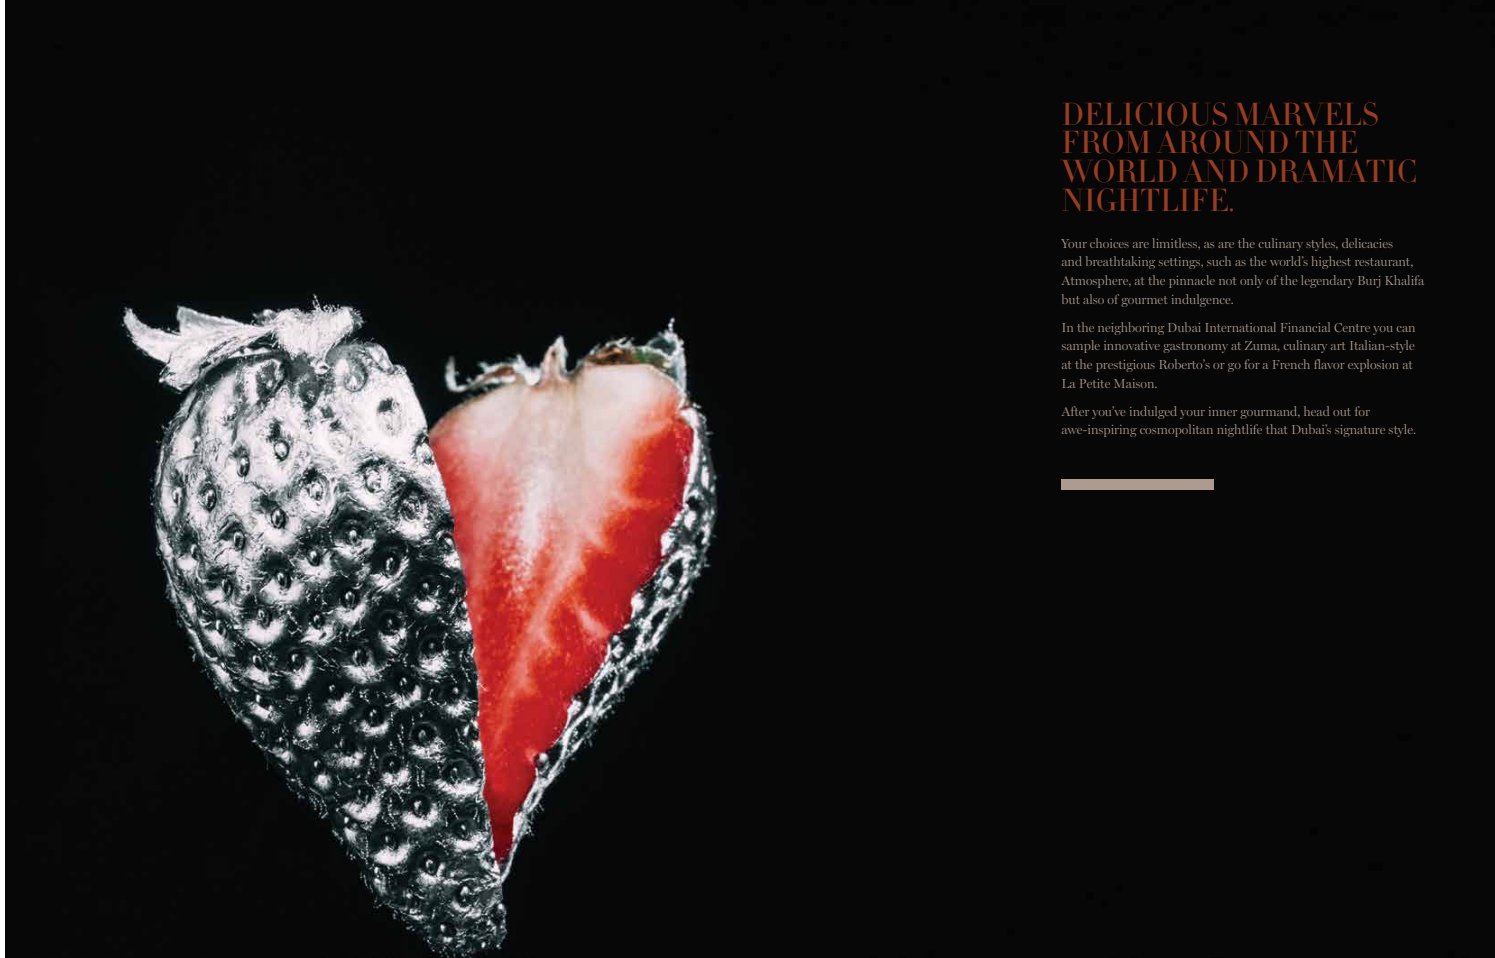 DELICIOUS MARVELS
FROM AROUND THE
WORLD AND DRAMATIC
NIGHTLIFE.
Your choices are limitless, as are the culinary styles, delicacies
and breathtaking settings, such as the world's highest restaurant,
Atmosphere, at the pinnacle not only of the legendary Burj Khalifa
but also of gourmet indulgence.
In the neighboring Dubai International Financial Centre you can
sample innovative gastronomy at Zuma, culinary art Italian-style
at the prestigious Roberto's or go for a French flavor explosion at
La Petite Maison.
After you've indulged your inner gourmand, head out for
awe-inspiring cosmopolitan nightlife that Dubai's signature style.